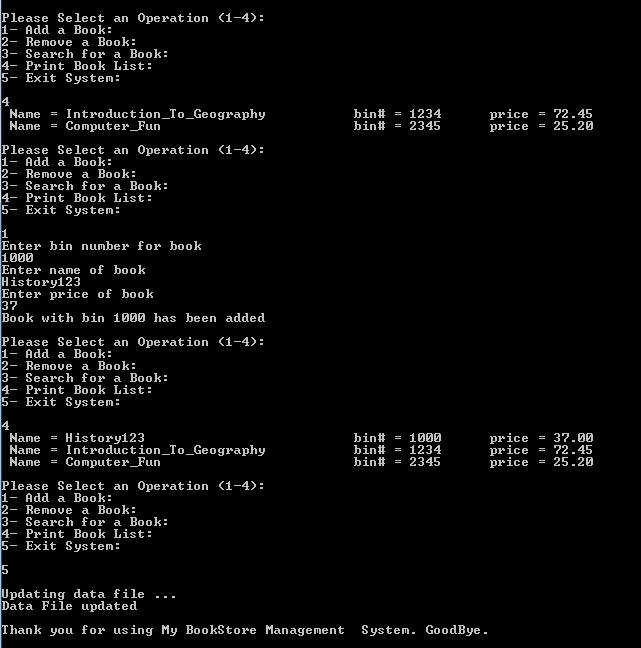 Please Select an Operation (1-4):
1- Add a Book:
2- Remove a Book:
3- Search for a Book:
4- Print Book List:
5- Exit System:
4
Name = Introduction_To_Geography bin# = 1234 price = 72.45
Name = Computer_Fun bin# = 2345 price = 25.20
Please Select an Operation (1-4):
1- Add a Book:
2- Remove a Book:
3- Search for a Book:
4- Print Book List:
5- Exit System:
1
Enter bin number for book
1000
Enter name of book
History123
Enter price of book
37
Book with bin 1000 has been added
Please Select an Operation (1-4):
1- Add a Book:
2- Remove a Book:
3- Search for a Book:
4- Print Book List:
5- Exit System:
4
Name = History123 bin# = 1000 price = 37.00
Name = Introduction_To_Geography bin# = 1234 price = 72.45
Name = Computer_Fun bin# = 2345 price = 25.20
Please Select an Operation (1-4):
1- Add a Book:
2- Remove a Book:
3- Search for a Book:
4- Print Book List:
5- Exit System:
5
Updating data file ...
Data File updated
Thank you for using My BookStore Management  System. GoodBye.